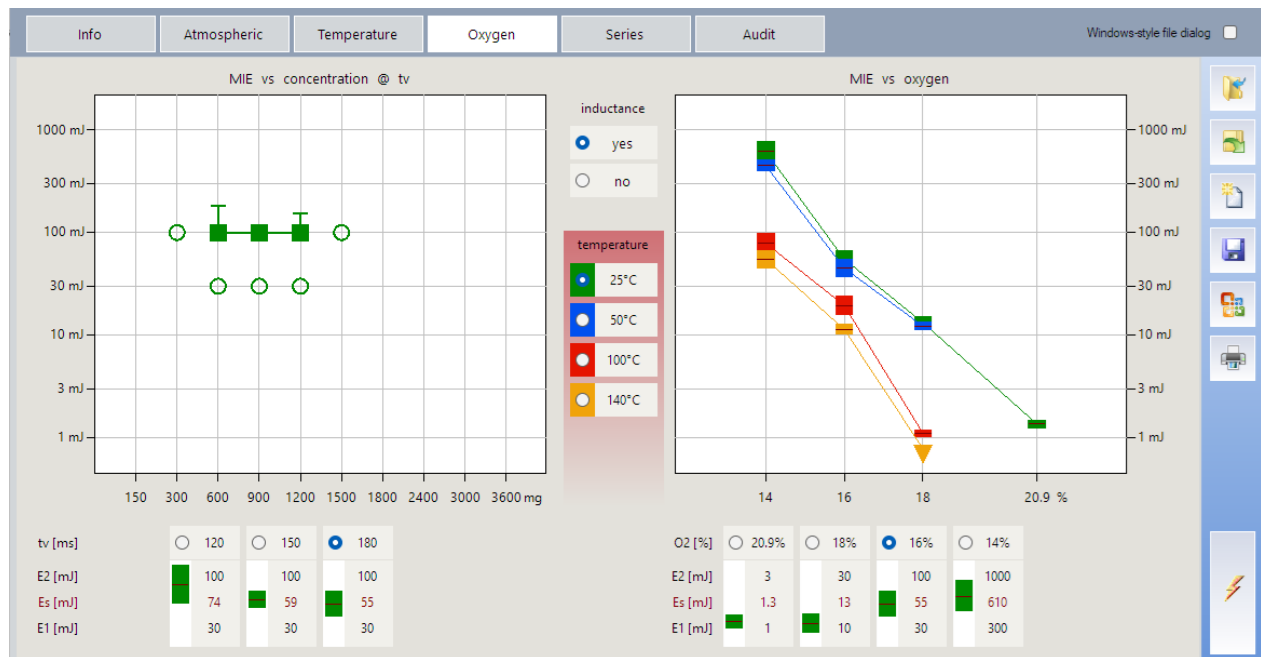 Info Atmospheric Temperature Oxygen Series Audit Windows-style file dialog
MIE vs concentration @ tv
1000 mJ
300 mJ
100 mJ
30 mJ
10 mJ
3 mJ
1 mJ
150 300 600 900 1200 1500 1800 2400 3000 3600 mg
inductance
yes
no
temperature
25°C
50°C
100°C
140°C
MIE vs oxygen
1000 mJ
300 mJ
100 mJ
30 mJ
10 mJ
3 mJ
1 mJ
14 16 18 20.9 %
tv [ms] 120 150 180
E2 [mJ] 100 100 100
Es [mJ] 74 59 55
E1 [mJ] 30 30 30
O2 [%] 20.9% 18% 16% 14%
E2 [mJ] 3 30 100 1000
Es [mJ] 1.3 13 55 610
E1 [mJ] 1 10 30 300